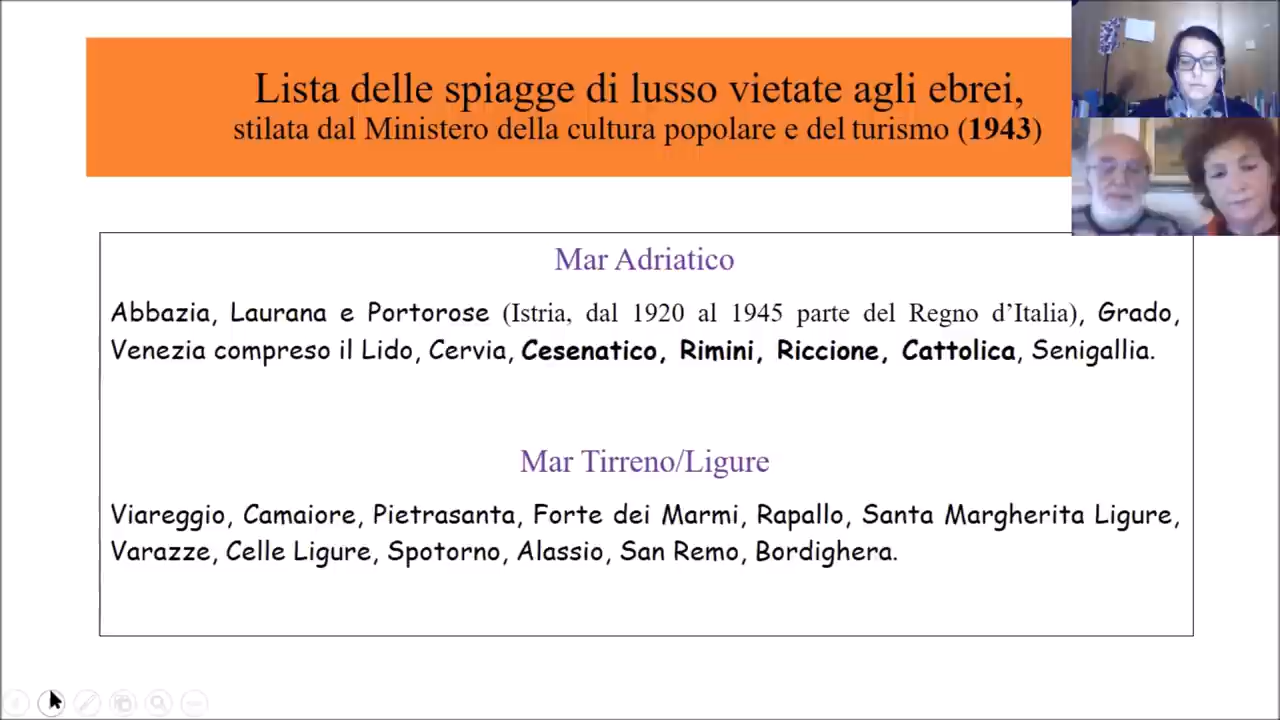 Lista delle spiagge di lusso vietate agli ebrei,
stilata dal Ministero della cultura popolare e del turismo (1943)
Mar Adriatico
Abbazia, Laurana e Portorose (Istria, dal 1920 al 1945 parte del Regno d’Italia), Grado,
Venezia compreso il Lido, Cervia, Cesenatico, Rimini, Riccione, Cattolica, Senigallia.
Mar Tirreno/Ligure
Viareggio, Camaiore, Pietrasanta, Forte dei Marmi, Rapallo, Santa Margherita Ligure,
Varazze, Celle Ligure, Spotorno, Alassio, San Remo, Bordighera.